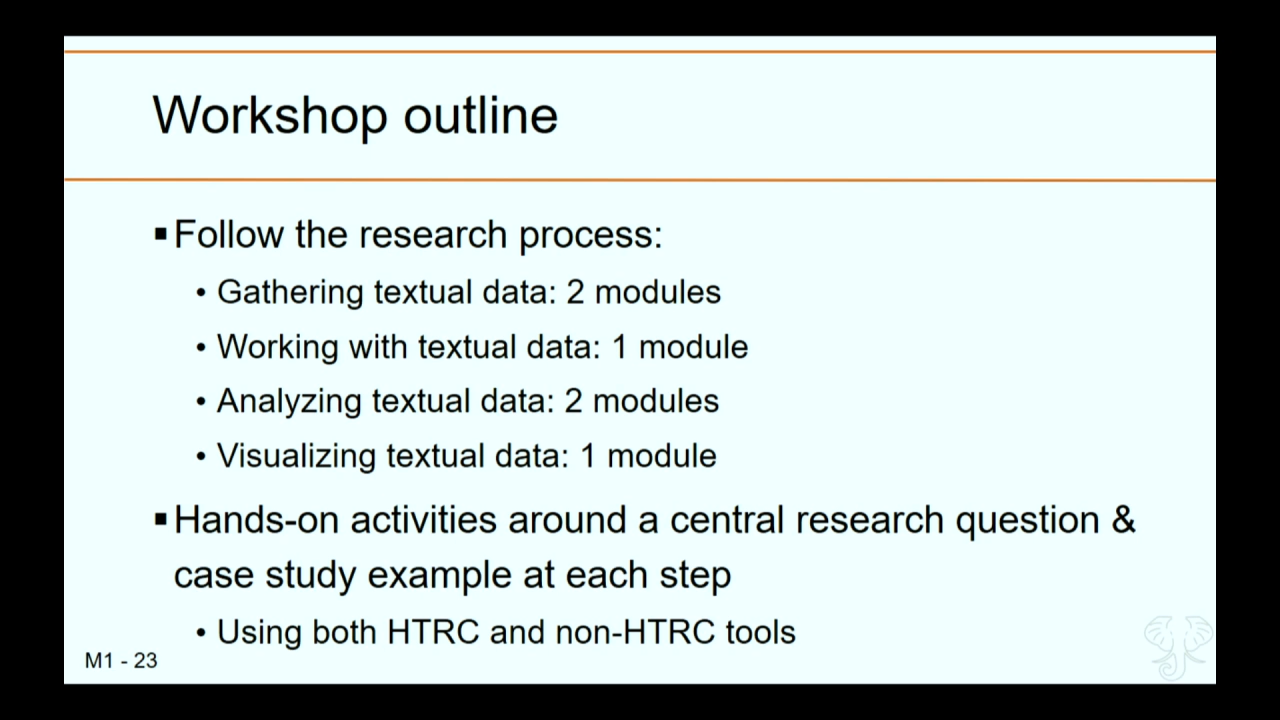 Workshop outline
▪Follow the research process:
• Gathering textual data: 2 modules
• Working with textual data: 1 module
• Analyzing textual data: 2 modules
• Visualizing textual data: 1 module
▪Hands-on activities around a central research question &
case study example at each step
• Using both HTRC and non-HTRC tools
M1 - 23